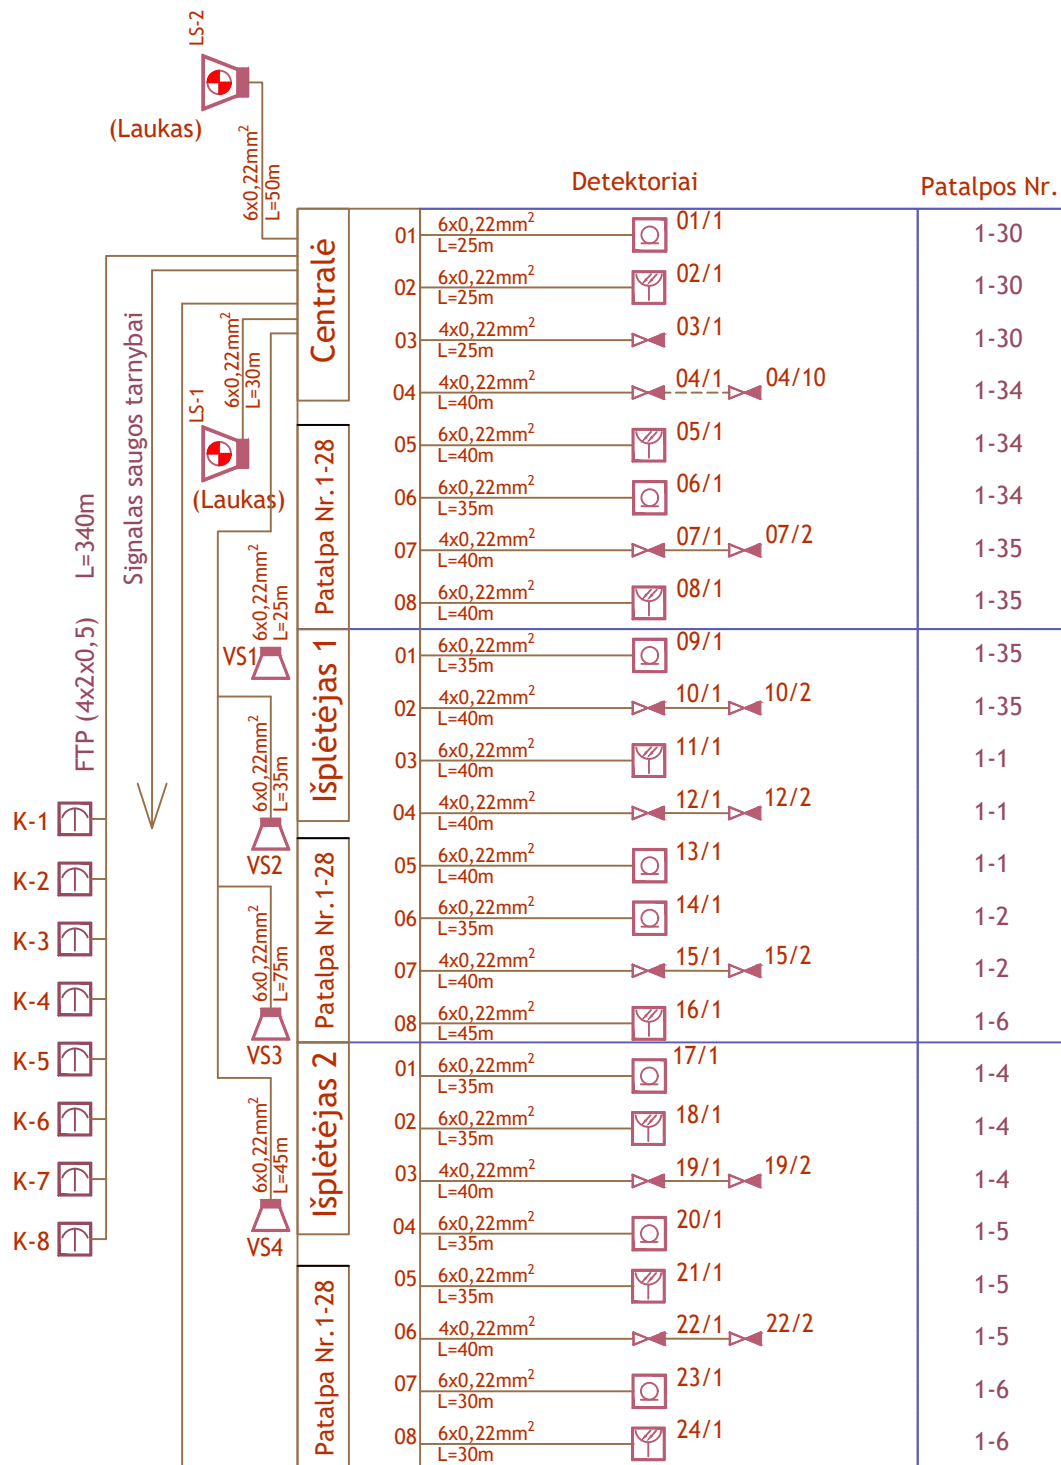 LS-2
(Laukas)
6x0,22mm²
L=50m
Detektoriai
Patalpos Nr.
Centralė
01 6x0,22mm² L=25m 01/1 1-30
02 6x0,22mm² L=25m 02/1 1-30
03 4x0,22mm² L=25m 03/1 1-30
04 4x0,22mm² L=40m 04/1 04/10 1-34
Patalpa Nr.1-28
05 6x0,22mm² L=40m 05/1 1-34
06 6x0,22mm² L=35m 06/1 1-34
07 4x0,22mm² L=40m 07/1 07/2 1-35
08 6x0,22mm² L=40m 08/1 1-35
Išplėtėjas 1
01 6x0,22mm² L=35m 09/1 1-35
02 4x0,22mm² L=40m 10/1 10/2 1-35
03 6x0,22mm² L=40m 11/1 1-1
04 4x0,22mm² L=40m 12/1 12/2 1-1
Patalpa Nr.1-28
05 6x0,22mm² L=40m 13/1 1-1
06 6x0,22mm² L=35m 14/1 1-2
07 4x0,22mm² L=40m 15/1 15/2 1-2
08 6x0,22mm² L=45m 16/1 1-6
Išplėtėjas 2
01 6x0,22mm² L=35m 17/1 1-4
02 6x0,22mm² L=35m 18/1 1-4
03 4x0,22mm² L=40m 19/1 19/2 1-4
04 6x0,22mm² L=35m 20/1 1-5
Patalpa Nr.1-28
05 6x0,22mm² L=35m 21/1 1-5
06 4x0,22mm² L=40m 22/1 22/2 1-5
07 6x0,22mm² L=30m 23/1 1-6
08 6x0,22mm² L=30m 24/1 1-6
Signalas saugos tarnybai
FTP (4x2x0,5) L=340m
LS-1
6x0,22mm²
L=30m
(Laukas)
6x0,22mm²
L=25m
VS1
6x0,22mm²
L=35m
VS2
6x0,22mm²
L=75m
VS3
6x0,22mm²
L=45m
VS4
K-1
K-2
K-3
K-4
K-5
K-6
K-7
K-8